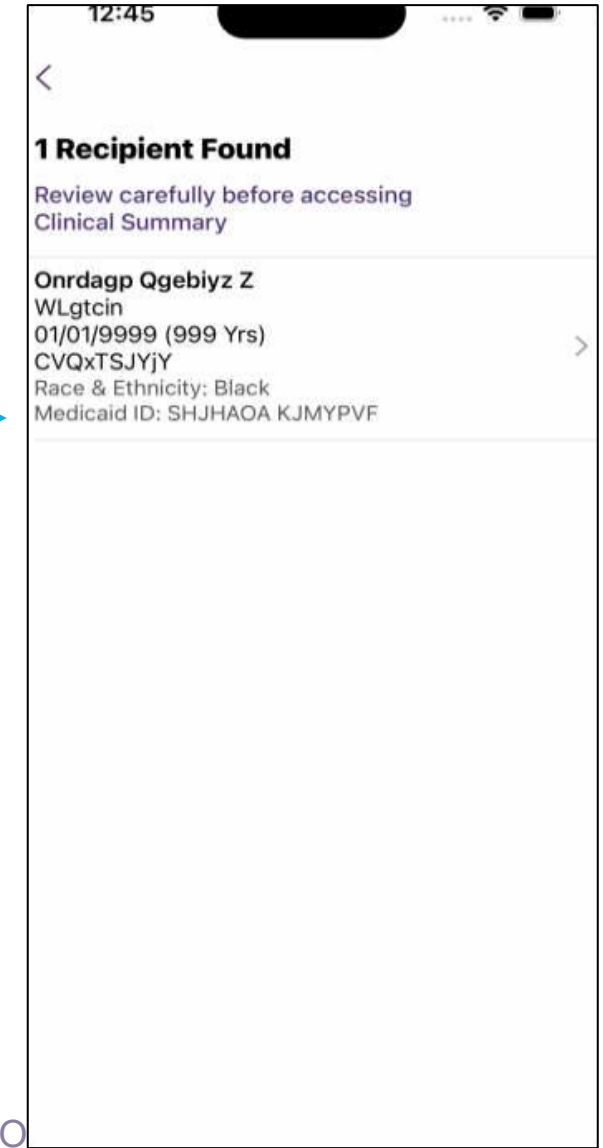 12:45
1 Recipient Found
Review carefully before accessing
Clinical Summary
Onrdagp Qgebiyz Z
WLgtcin
01/01/9999 (999 Yrs)
CVQxTSJYjY
Race & Ethnicity: Black
Medicaid ID: SHJHAOA KJMYPVF
O